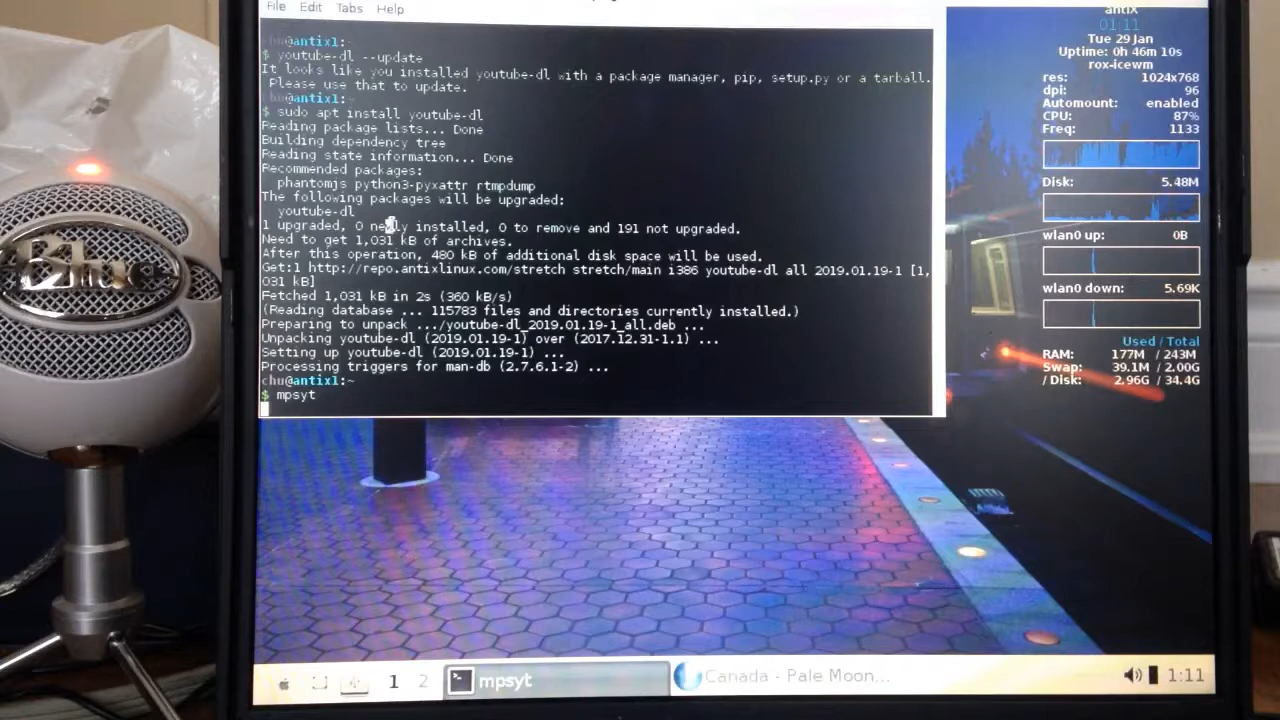 File Edit Tabs Help
chu@antix1:
$ youtube-dl --update
It looks like you installed youtube-dl with a package manager, pip, setup.py or a tarball.
Please use that to update.
chu@antix1:~
$ sudo apt install youtube-dl
Reading package lists... Done
Building dependency tree
Reading state information... Done
Recommended packages:
phantomjs python3-pyxattr rtmpdump
The following packages will be upgraded:
youtube-dl
1 upgraded, 0 newly installed, 0 to remove and 191 not upgraded.
Need to get 1,031 kB of archives.
After this operation, 480 kB of additional disk space will be used.
Get:1 http://repo.antixlinux.com/stretch stretch/main i386 youtube-dl all 2019.01.19-1 [1,
031 kB]
Fetched 1,031 kB in 2s (360 kB/s)
(Reading database ... 115783 files and directories currently installed.)
Preparing to unpack .../youtube-dl_2019.01.19-1_all.deb ...
Unpacking youtube-dl (2019.01.19-1) over (2017.12.31-1.1) ...
Setting up youtube-dl (2019.01.19-1) ...
Processing triggers for man-db (2.7.6.1-2) ...
chu@antix1:~
$ mpsyt
antiX
01:11
Tue 29 Jan
Uptime: 0h 46m 10s
rox-icewm
res: 1024x768
dpi: 96
Automount: enabled
CPU: 87%
Freq: 1133
Disk: 5.48M
wlan0 up: 0B
wlan0 down: 5.69K
Used / Total
RAM: 177M / 243M
Swap: 39.1M / 2.00G
/ Disk: 2.96G / 34.4G
Blue
1 2 mpsyt Canada - Pale Moon... 1:11